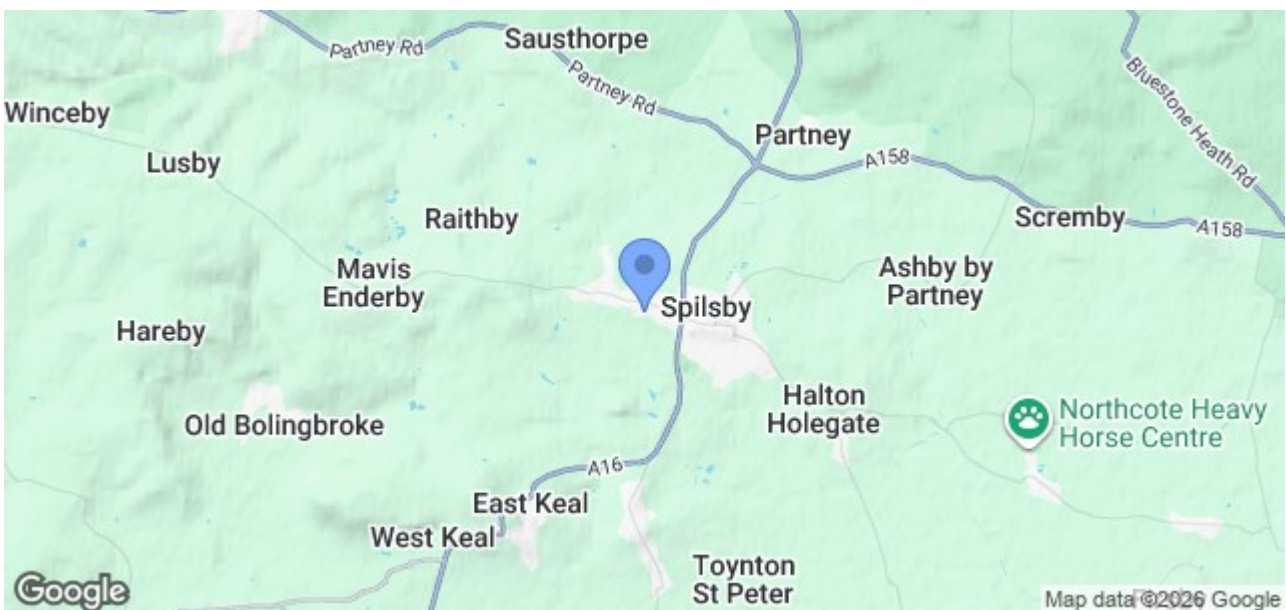 Sausthorpe
Partney Rd
Partney Rd
Bluestone Heath Rd
Winceby
Partney
Lusby
A158
Raithby
Scremby
A158
Mavis
Enderby
Ashby by
Partney
Spilsby
Hareby
Halton
Holegate
Northcote Heavy
Horse Centre
Old Bolingbroke
A16
East Keal
West Keal
Toynton
St Peter
Google
Map data ©2026 Google